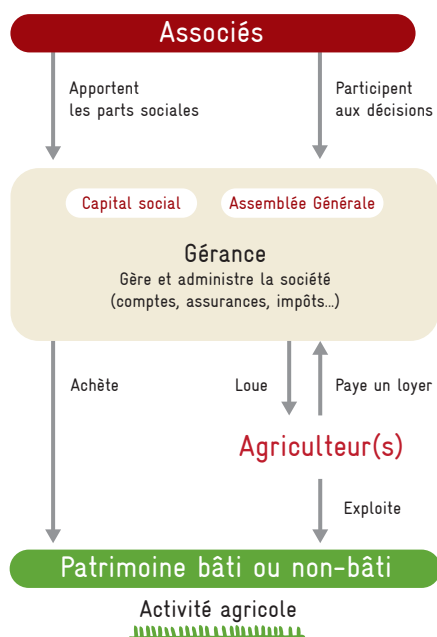 Associés
Apportent
les parts sociales
Participent
aux décisions
Capital social
Assemblée Générale
Gérance
Gère et administre la société
(comptes, assurances, impôts...)
Achète
Loue
Paye un loyer
Agriculteur(s)
Exploite
Patrimoine bâti ou non-bâti
Activité agricole